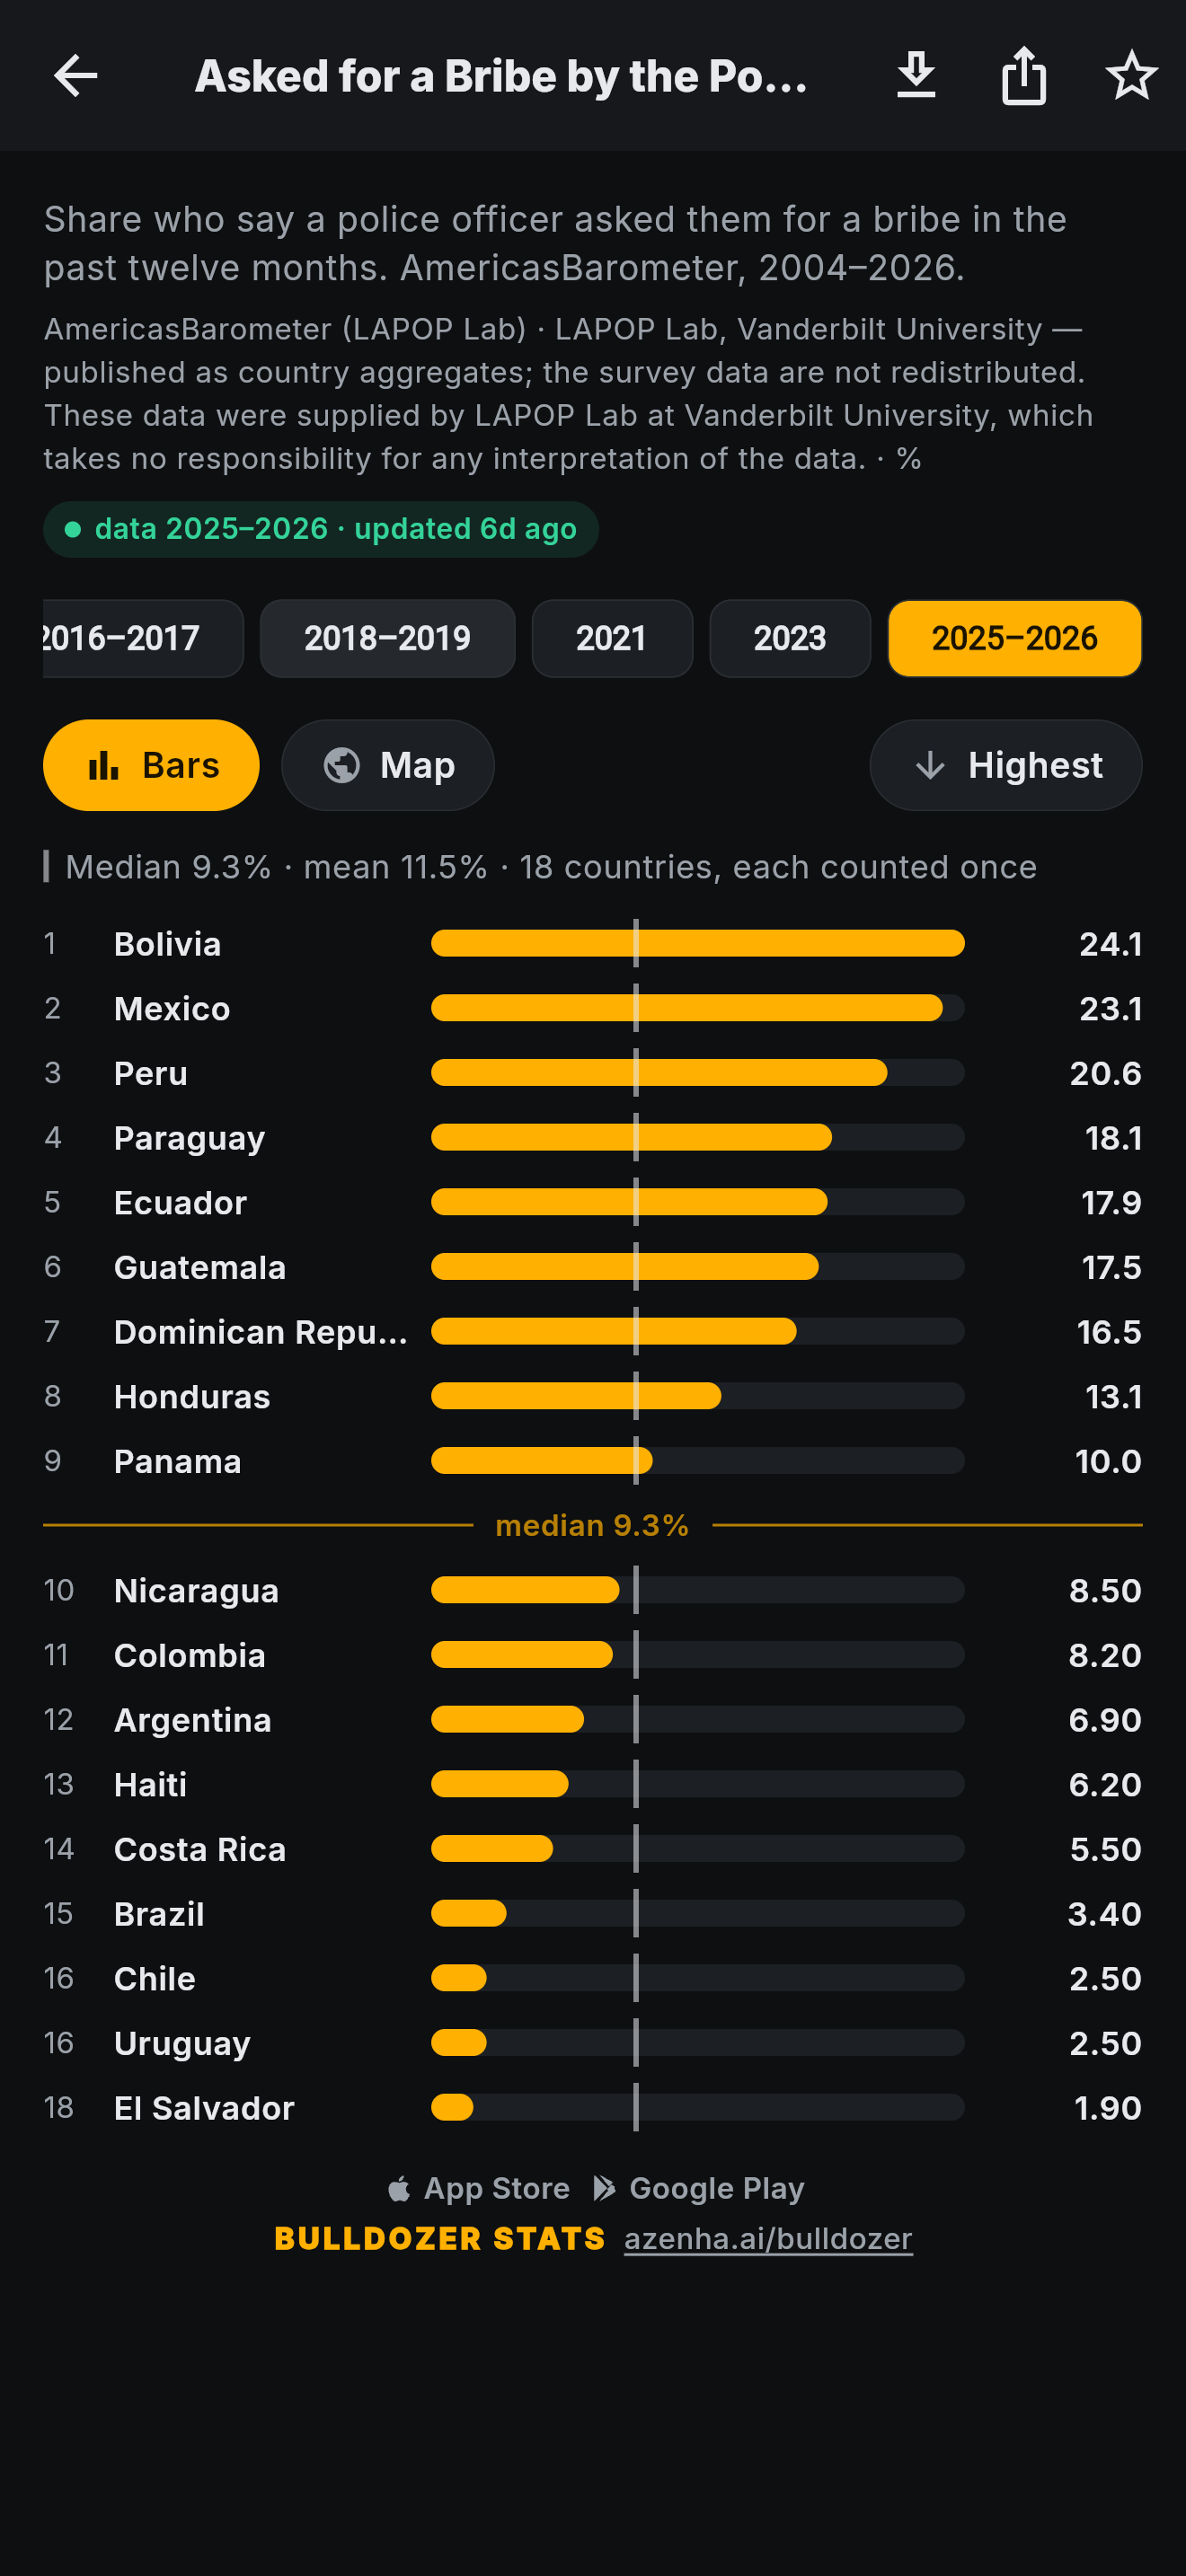 Asked for a Bribe by the Po...
Share who say a police officer asked them for a bribe in the
past twelve months. AmericasBarometer, 2004–2026.
AmericasBarometer (LAPOP Lab) · LAPOP Lab, Vanderbilt University —
published as country aggregates; the survey data are not redistributed.
These data were supplied by LAPOP Lab at Vanderbilt University, which
takes no responsibility for any interpretation of the data. · %
data 2025–2026 · updated 6d ago
2016–2017 2018–2019 2021 2023 2025–2026
Bars Map Highest
Median 9.3% · mean 11.5% · 18 countries, each counted once
1 Bolivia 24.1
2 Mexico 23.1
3 Peru 20.6
4 Paraguay 18.1
5 Ecuador 17.9
6 Guatemala 17.5
7 Dominican Repu... 16.5
8 Honduras 13.1
9 Panama 10.0
median 9.3%
10 Nicaragua 8.50
11 Colombia 8.20
12 Argentina 6.90
13 Haiti 6.20
14 Costa Rica 5.50
15 Brazil 3.40
16 Chile 2.50
16 Uruguay 2.50
18 El Salvador 1.90
App Store Google Play
BULLDOZER STATS azenha.ai/bulldozer